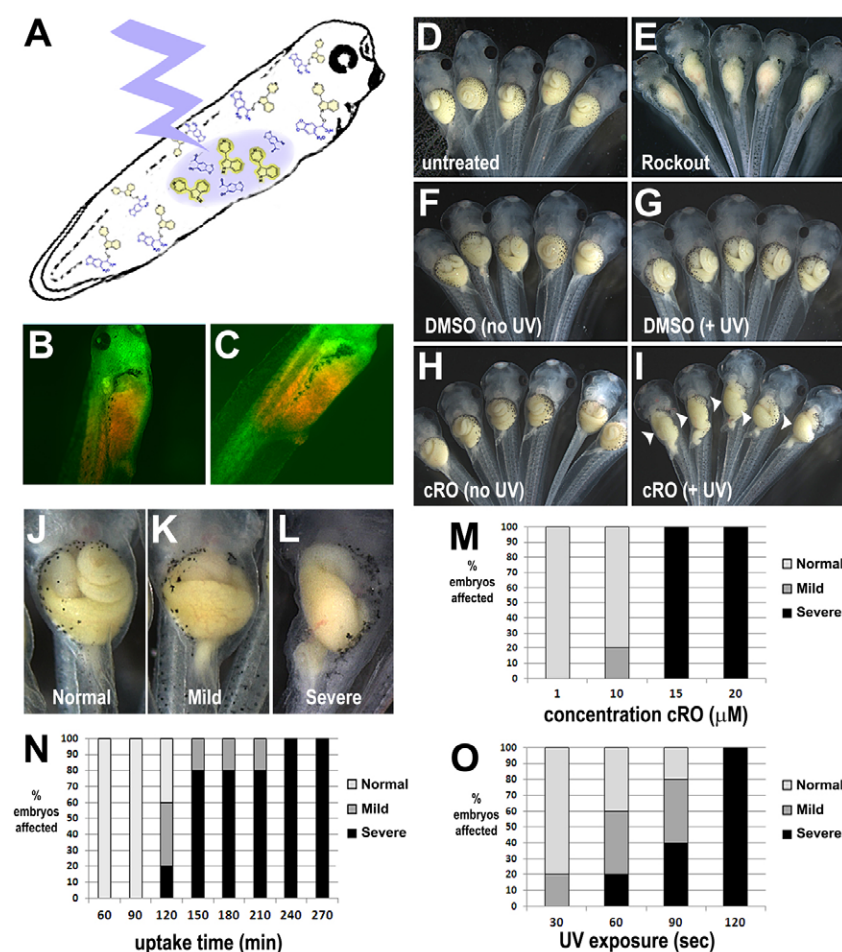 A
B
C
D
untreated
E
Rockout
F
DMSO (no UV)
G
DMSO (+ UV)
H
cRO (no UV)
I
cRO (+ UV)
J
Normal
K
Mild
L
Severe
M
%
embryos
affected
100
90
80
70
60
50
40
30
20
10
0
1 10 15 20
concentration cRO (μM)
Normal
Mild
Severe
N
%
embryos
affected
100
90
80
70
60
50
40
30
20
10
0
60 90 120 150 180 210 240 270
uptake time (min)
Normal
Mild
Severe
O
%
embryos
affected
100
90
80
70
60
50
40
30
20
10
0
30 60 90 120
UV exposure (sec)
Normal
Mild
Severe